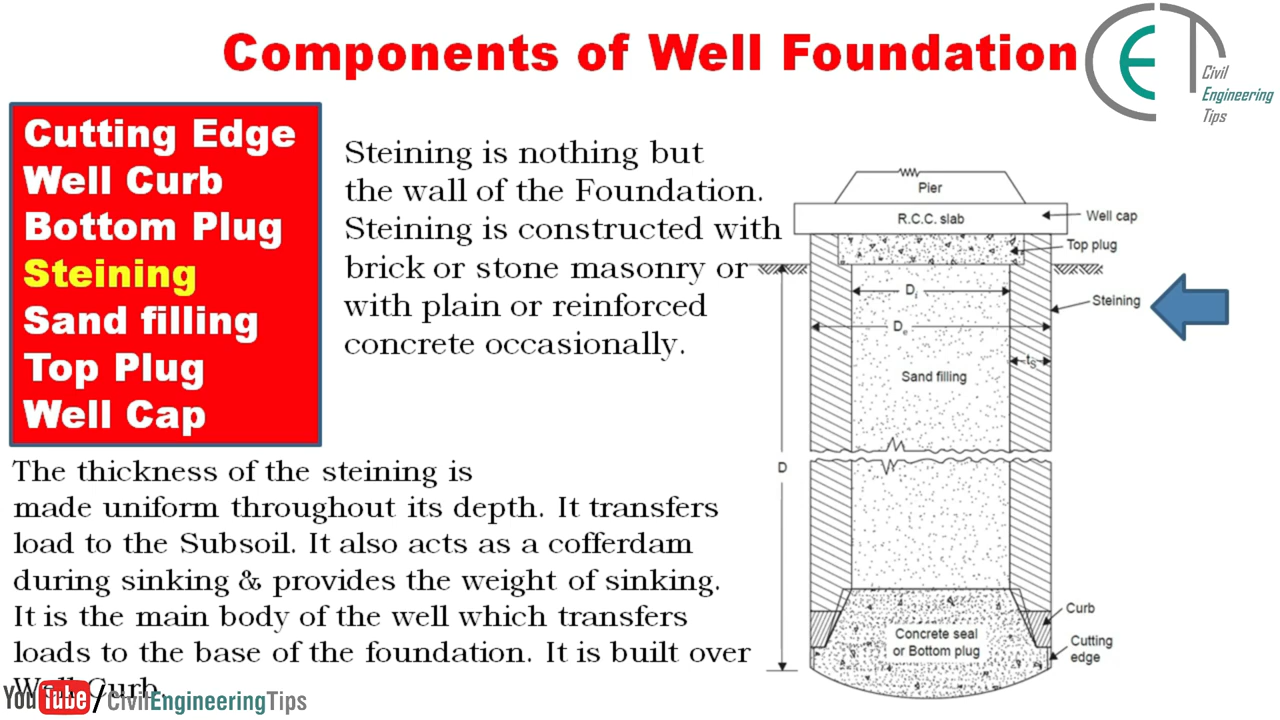 Components of Well Foundation
CET
Civil
Engineering
Tips
Cutting Edge
Well Curb
Bottom Plug
Steining
Sand filling
Top Plug
Well Cap
Steining is nothing but
the wall of the Foundation.
Steining is constructed with
brick or stone masonry or
with plain or reinforced
concrete occasionally.
The thickness of the steining is
made uniform throughout its depth. It transfers
load to the Subsoil. It also acts as a cofferdam
during sinking & provides the weight of sinking.
It is the main body of the well which transfers
loads to the base of the foundation. It is built over
Well Curb
Pier
R.C.C. slab
Well cap
Top plug
Di
Steining
De
ts
Sand filling
D
Curb
Concrete seal
or Bottom plug
Cutting
edge
YouTube / CivilEngineeringTips